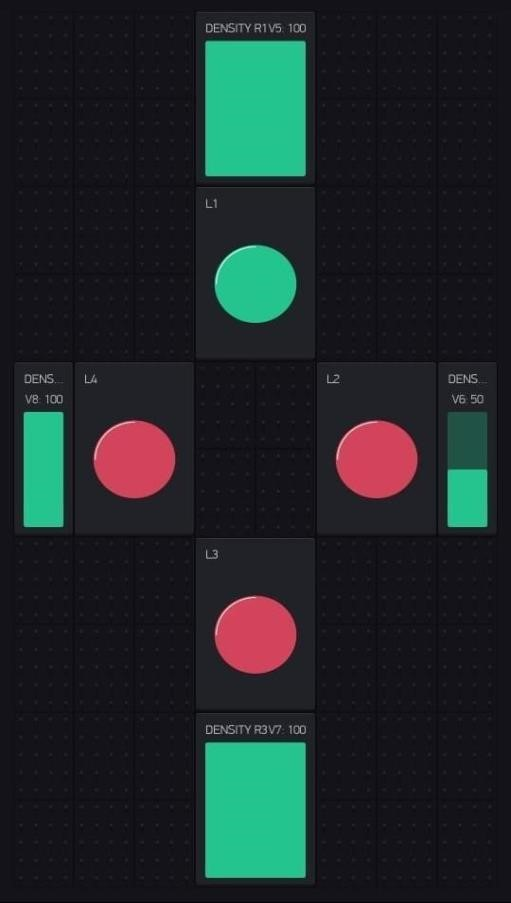 DENSITY R1V5: 100
L1
DENS...
V8: 100
L4
L2
DENS...
V6: 50
L3
DENSITY R3V7: 100